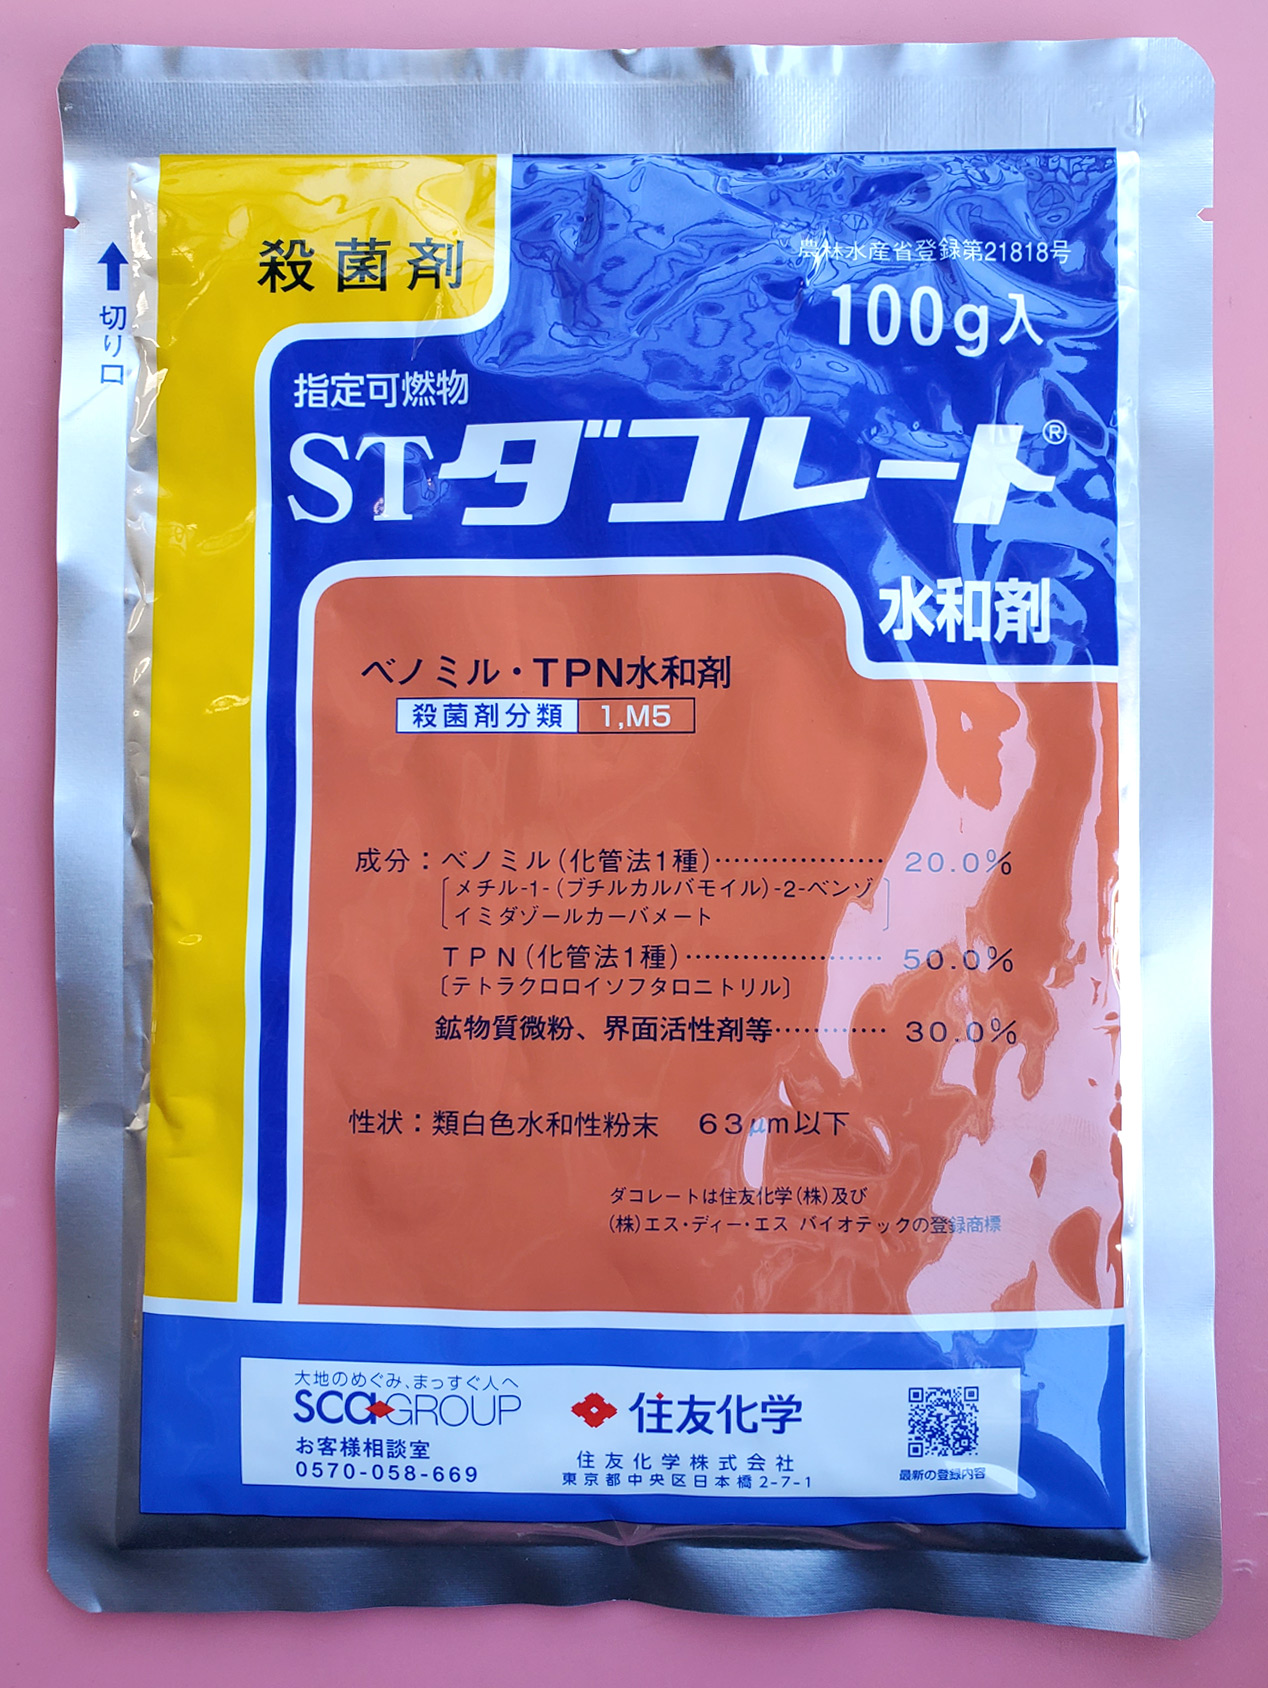 殺菌剤
農林水産省登録第21818号
100g入
切り口
指定可燃物
STダコレート®
水和剤
ベノミル・TPN水和剤
殺菌剤分類 1,M5
成分：ベノミル(化管法1種)……………… 20.0%
〔メチル-1-(ブチルカルバモイル)-2-ベンゾ
イミダゾールカーバメート〕
TPN(化管法1種)………………… 50.0%
〔テトラクロロイソフタロニトリル〕
鉱物質微粉、界面活性剤等………… 30.0%
性状：類白色水和性粉末 63μm以下
ダコレートは住友化学(株)及び
(株)エス・ディー・エス バイオテックの登録商標
大地のめぐみ、まっすぐ人へ
SCA GROUP
お客様相談室
0570-058-669
住友化学
住友化学株式会社
東京都中央区日本橋2-7-1
最新の登録内容